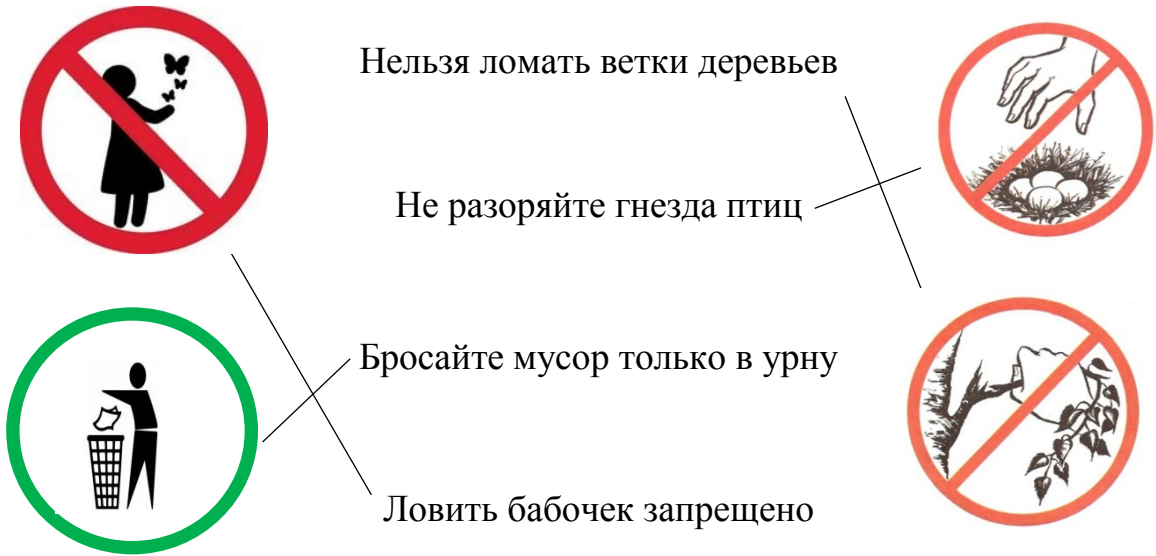 Нельзя ломать ветки деревьев
Не разоряйте гнезда птиц
Бросайте мусор только в урну
Ловить бабочек запрещено